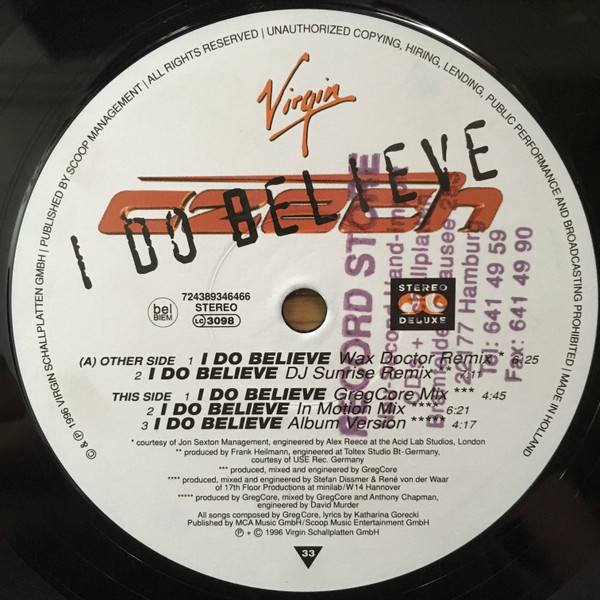 © & ℗ 1996 VIRGIN SCHALLPLATTEN GMBH | PUBLISHED BY SCOOP MANAGEMENT | ALL RIGHTS RESERVED | UNAUTHORIZED COPYING, HIRING, LENDING, PUBLIC PERFORMANCE AND BROADCASTING PROHIBITED | MADE IN HOLLAND
Virgin
I DO BELIEVE
RECORD STORE
CD +
Hamburg
Tel: 641 49 59
Fax: 641 49 90
bel
BIEM
724389346466
STEREO
LC 3098
STEREO
DELUXE
(A) OTHER SIDE 1 I DO BELIEVE Wax Doctor Remix * 6:25
2 I DO BELIEVE DJ Sunrise Remix ** 7:11
THIS SIDE 1 I DO BELIEVE GregCore Mix *** 4:45
2 I DO BELIEVE In Motion Mix **** 6:21
3 I DO BELIEVE Album Version ***** 4:17
* courtesy of Jon Sexton Management, engineered by Alex Reece at the Acid Lab Studios, London
** produced by Frank Heilmann, engineered at Toltex Studio Bt-Germany,
courtesy of USE Rec. Germany
*** produced, mixed and engineered by GregCore
**** produced, mixed and engineered by Stefan Dissmer & René von der Waar
of 17th Floor Productions at minilab/W14 Hannover
***** produced by GregCore, mixed by GregCore and Anthony Chapman,
engineered by David Murder
All songs composed by GregCore, lyrics by Katharina Gorecki
Published by MCA Music GmbH/Scoop Music Entertainment GmbH
℗ + © 1996 Virgin Schallplatten GmbH
33